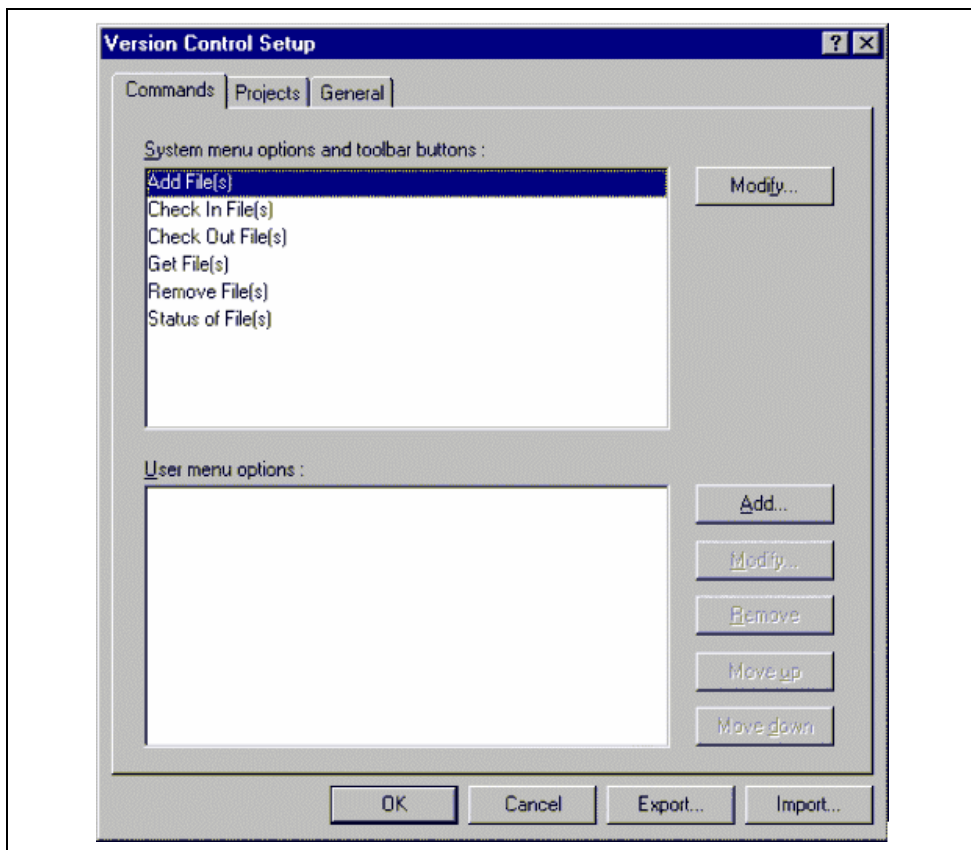 Version Control Setup
Commands Projects General
System menu options and toolbar buttons :
Add File(s)
Modify...
Check In File(s)
Check Out File(s)
Get File(s)
Remove File(s)
Status of File(s)
User menu options :
Add...
Modify...
Remove
Move up
Move down
OK Cancel Export... Import...